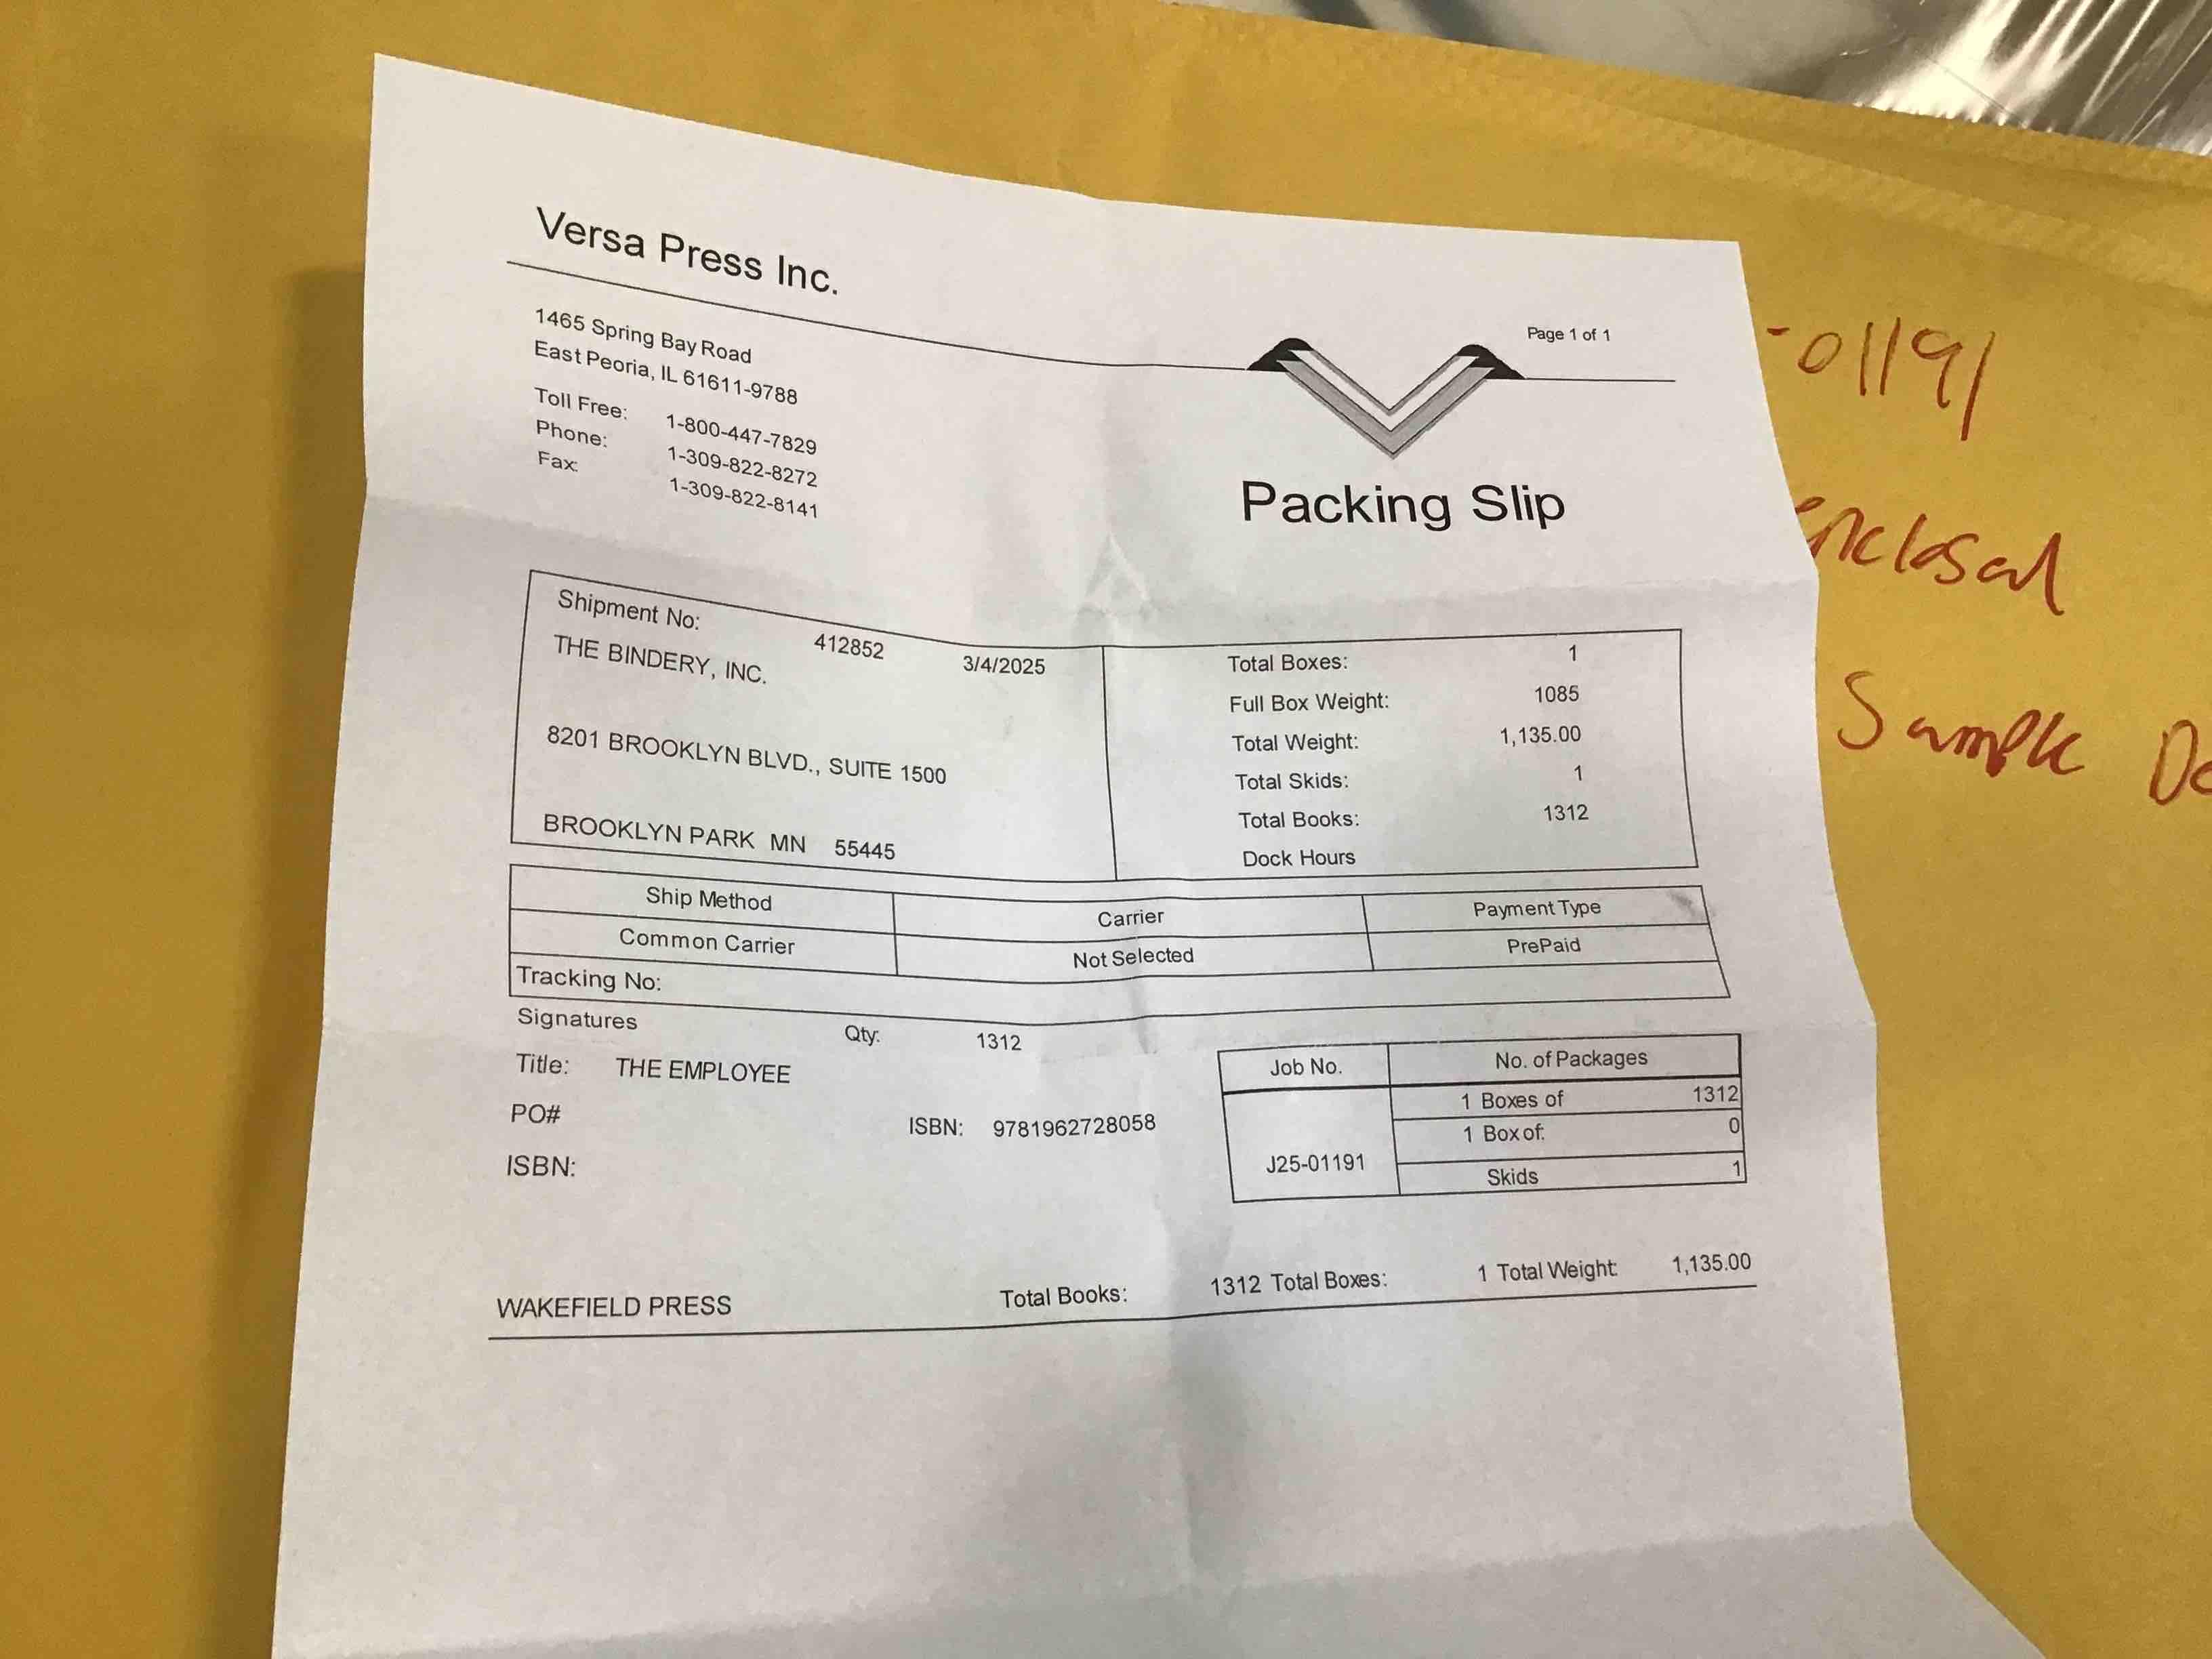 Versa Press Inc.
1465 Spring Bay Road
East Peoria, IL 61611-9788
Toll Free: 1-800-447-7829
Phone: 1-309-822-8272
Fax: 1-309-822-8141
Page 1 of 1
Packing Slip
Shipment No: 412852 3/4/2025
THE BINDERY, INC.
8201 BROOKLYN BLVD., SUITE 1500
BROOKLYN PARK MN 55445
Total Boxes: 1
Full Box Weight: 1085
Total Weight: 1,135.00
Total Skids: 1
Total Books: 1312
Dock Hours
Ship Method Carrier Payment Type
Common Carrier Not Selected PrePaid
Tracking No:
Signatures Qty: 1312
Title: THE EMPLOYEE
PO# ISBN: 9781962728058
ISBN:
Job No. No. of Packages
1 Boxes of 1312
1 Box of: 0
J25-01191 Skids 1
WAKEFIELD PRESS Total Books: 1312 Total Boxes: 1 Total Weight: 1,135.00
-01191
enclosed
Sample